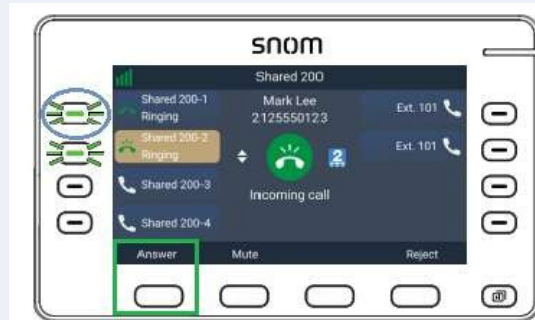 snom
Shared 200
Shared 200-1
Ringing
Shared 200-2
Ringing
Shared 200-3
Shared 200-4
Mark Lee
2125550123
2
Incoming call
Ext. 101
Ext. 101
Answer
Mute
Reject